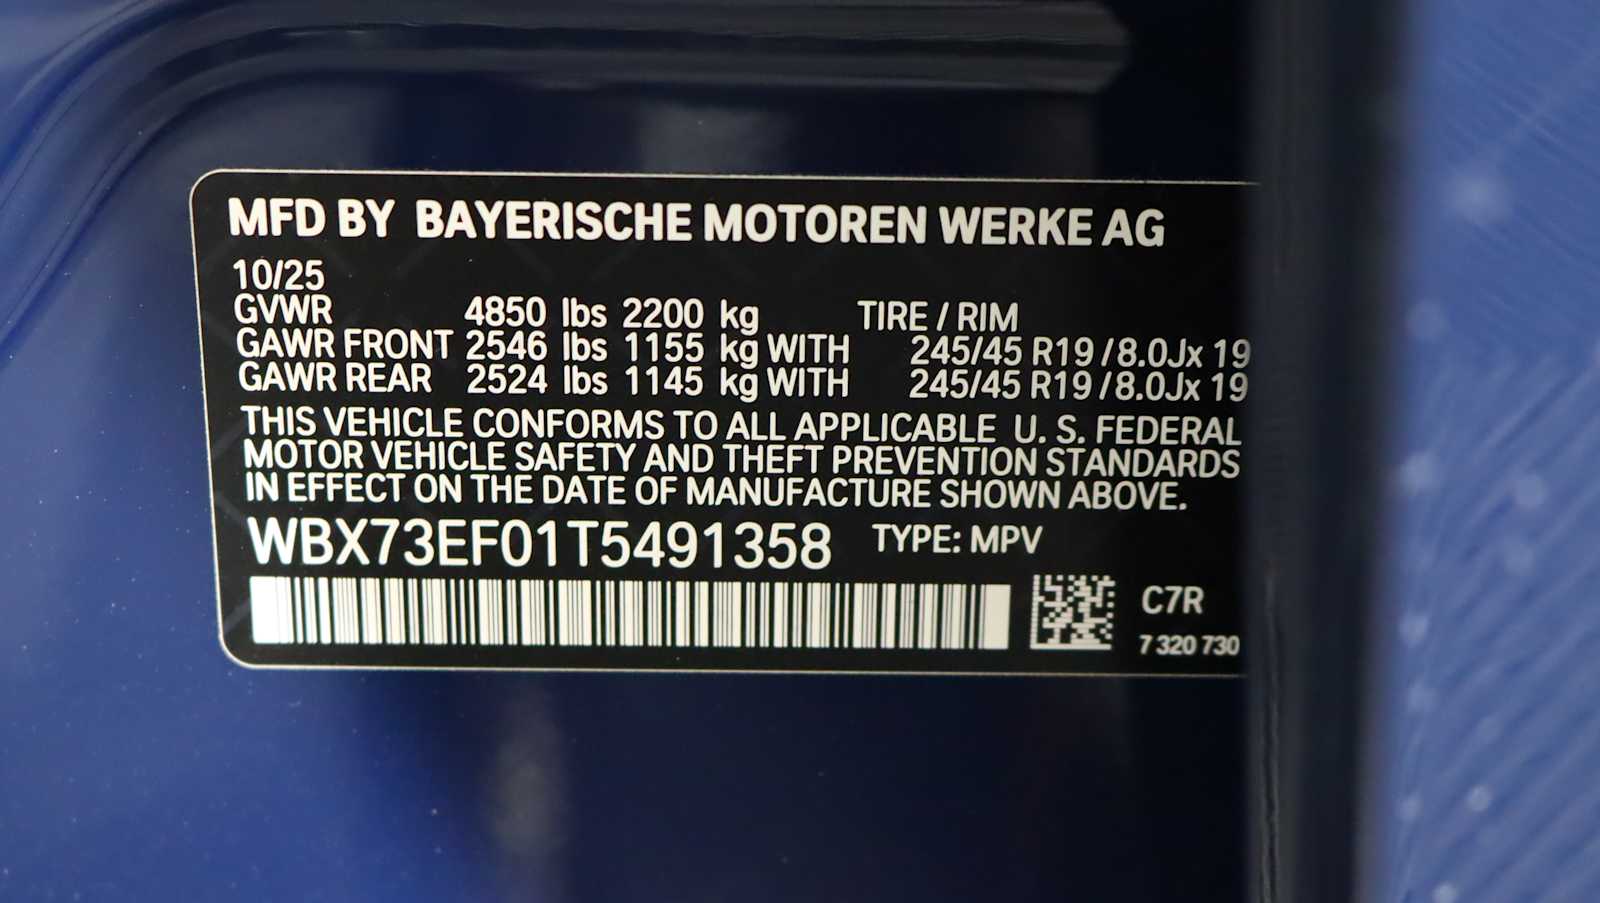 MFD BY BAYERISCHE MOTOREN WERKE AG
10/25
GVWR 4850 lbs 2200 kg TIRE / RIM
GAWR FRONT 2546 lbs 1155 kg WITH 245/45 R19 / 8.0Jx 19
GAWR REAR 2524 lbs 1145 kg WITH 245/45 R19 / 8.0Jx 19
THIS VEHICLE CONFORMS TO ALL APPLICABLE U. S. FEDERAL
MOTOR VEHICLE SAFETY AND THEFT PREVENTION STANDARDS
IN EFFECT ON THE DATE OF MANUFACTURE SHOWN ABOVE.
WBX73EF01T5491358 TYPE: MPV
C7R
7 320 730